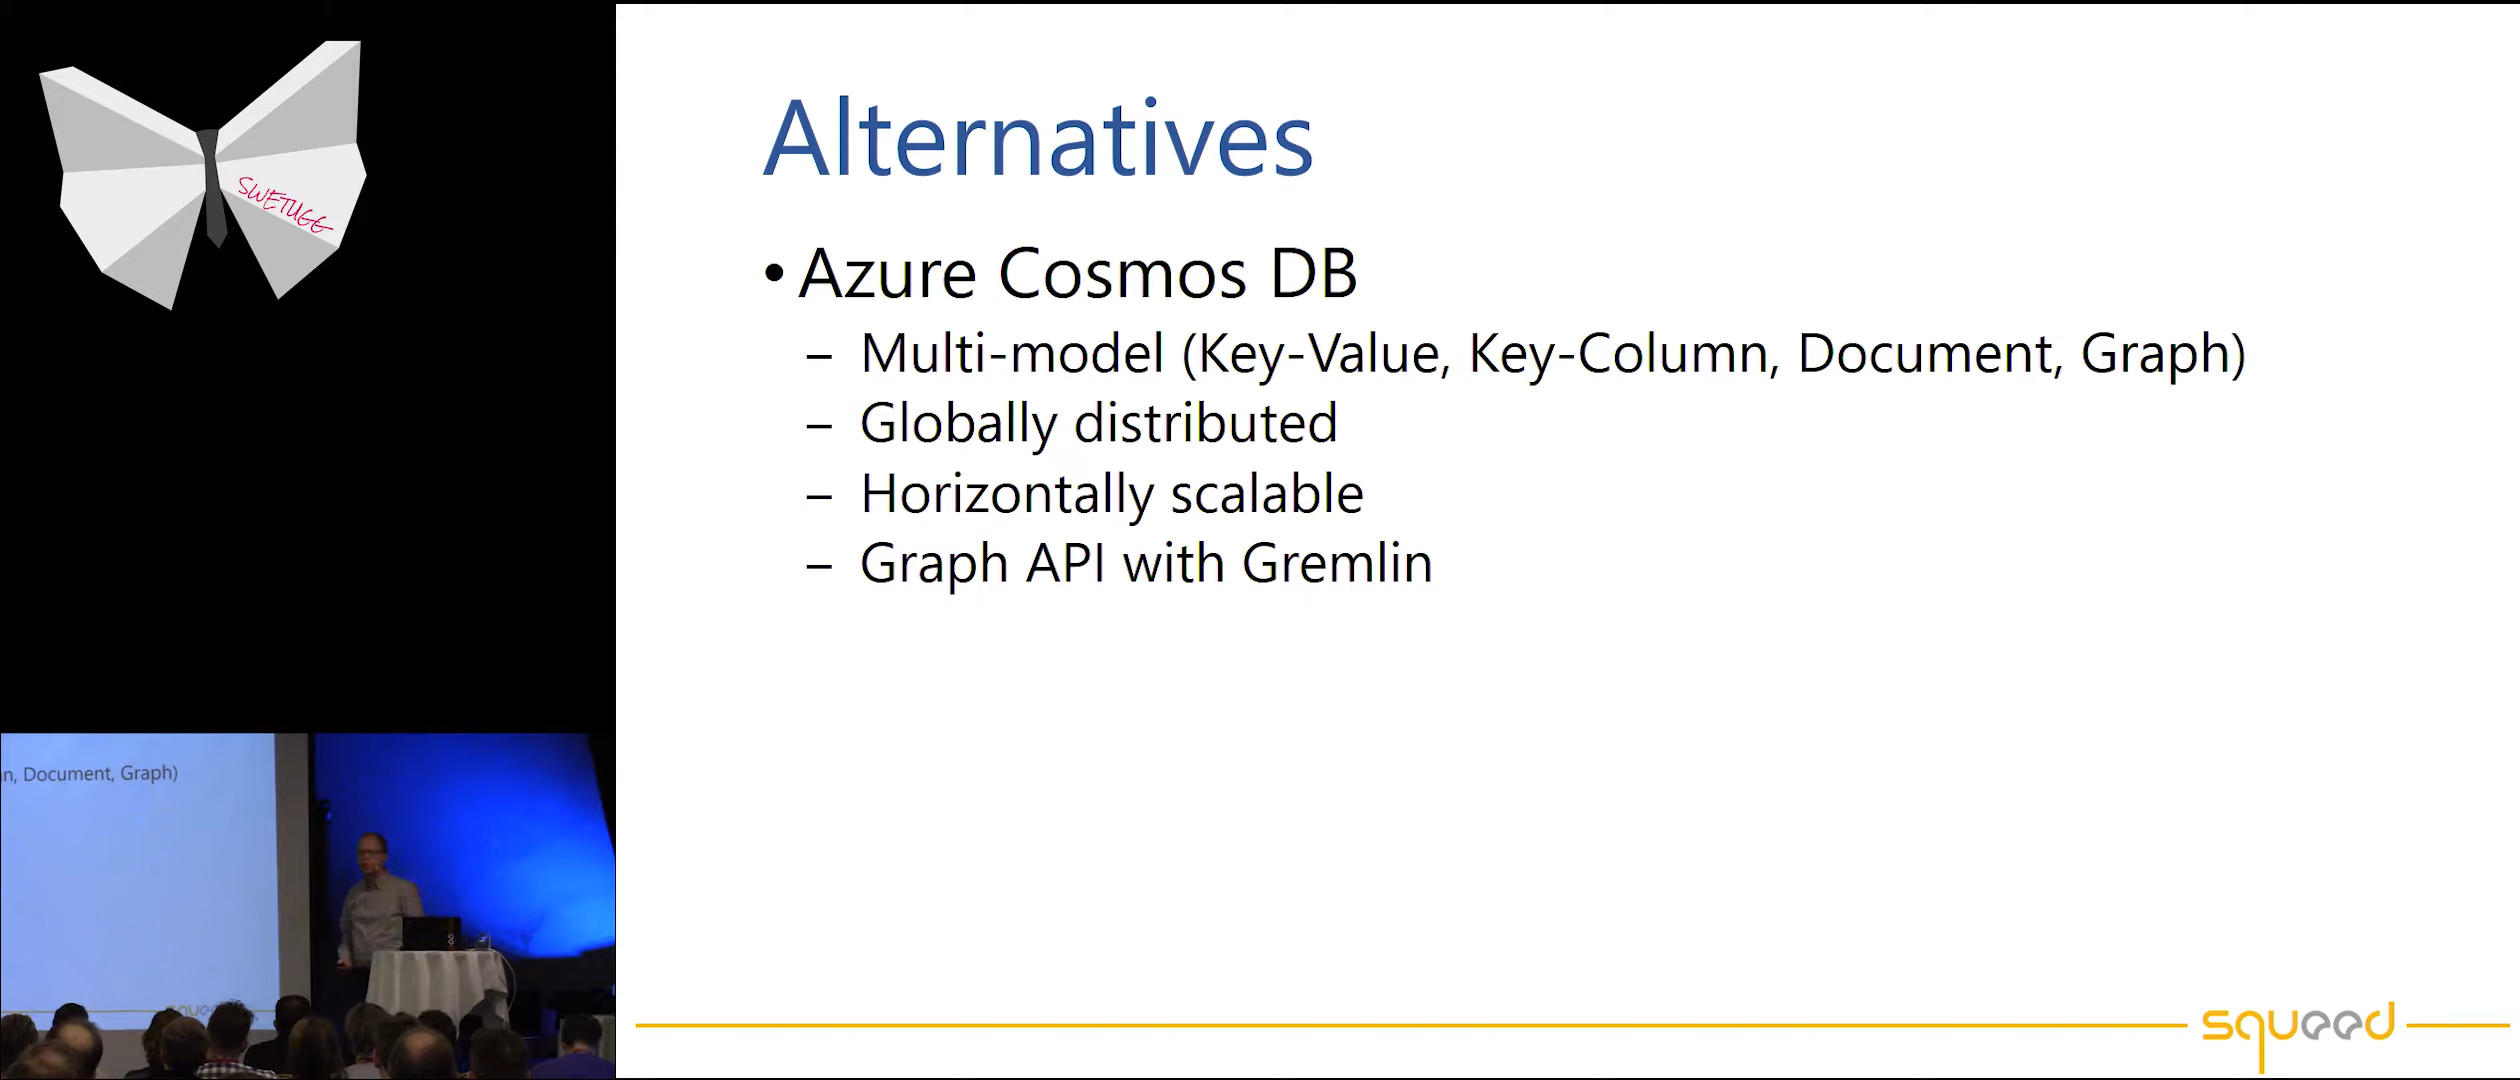 SWETUGG
Alternatives
• Azure Cosmos DB
– Multi-model (Key-Value, Key-Column, Document, Graph)
– Globally distributed
– Horizontally scalable
– Graph API with Gremlin
n, Document, Graph)
squeed
squeed